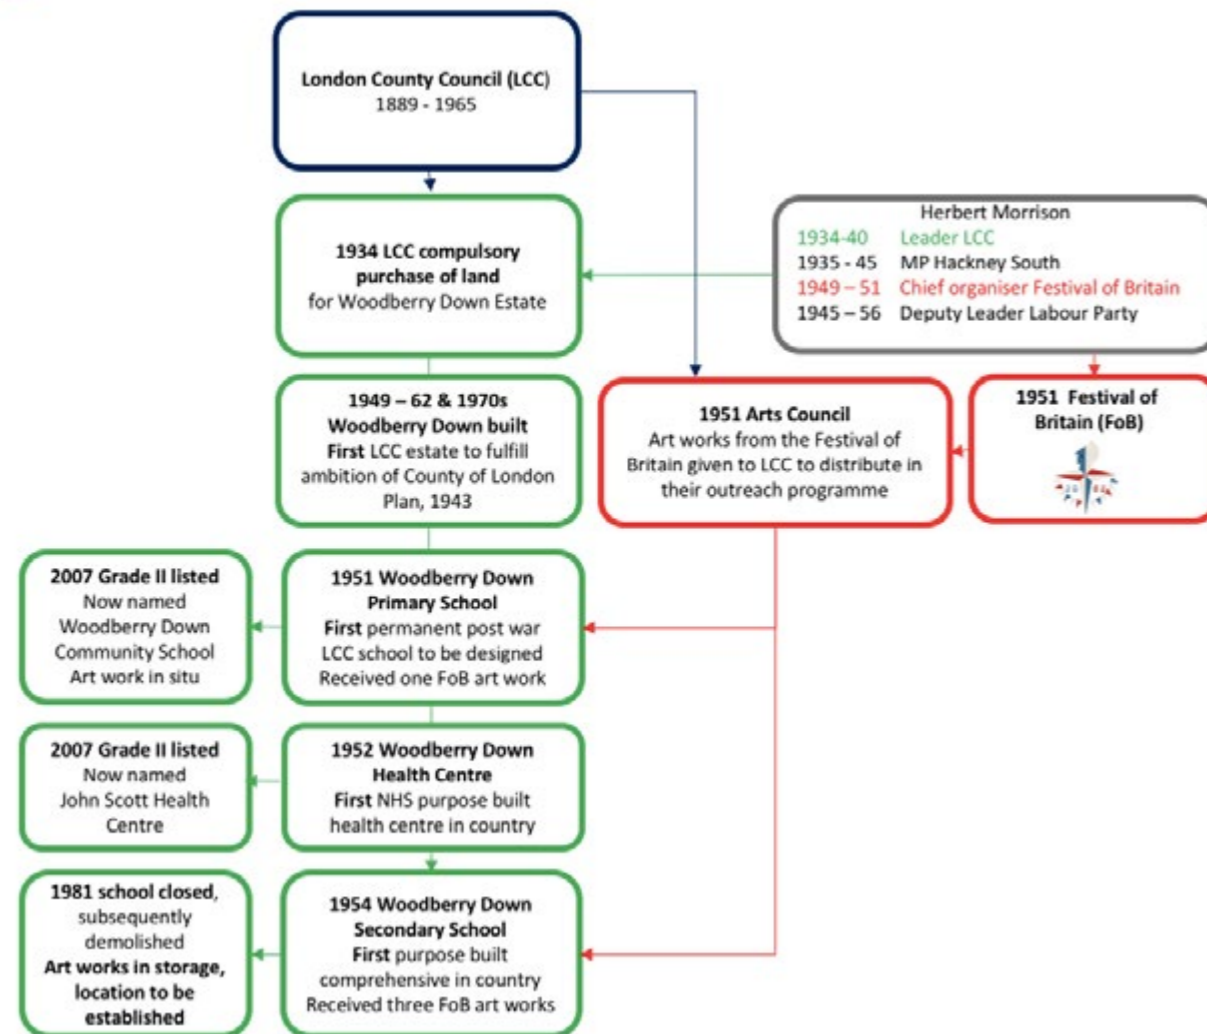 London County Council (LCC)
1889 - 1965
1934 LCC compulsory
purchase of land
for Woodberry Down Estate
Herbert Morrison
1934-40 Leader LCC
1935 - 45 MP Hackney South
1949 – 51 Chief organiser Festival of Britain
1945 – 56 Deputy Leader Labour Party
1949 – 62 & 1970s
Woodberry Down built
First LCC estate to fulfill
ambition of County of London
Plan, 1943
1951 Arts Council
Art works from the Festival of
Britain given to LCC to distribute in
their outreach programme
1951 Festival of
Britain (FoB)
2007 Grade II listed
Now named
Woodberry Down
Community School
Art work in situ
1951 Woodberry Down
Primary School
First permanent post war
LCC school to be designed
Received one FoB art work
2007 Grade II listed
Now named
John Scott Health
Centre
1952 Woodberry Down
Health Centre
First NHS purpose built
health centre in country
1981 school closed,
subsequently
demolished
Art works in storage,
location to be
established
1954 Woodberry Down
Secondary School
First purpose built
comprehensive in country
Received three FoB art works